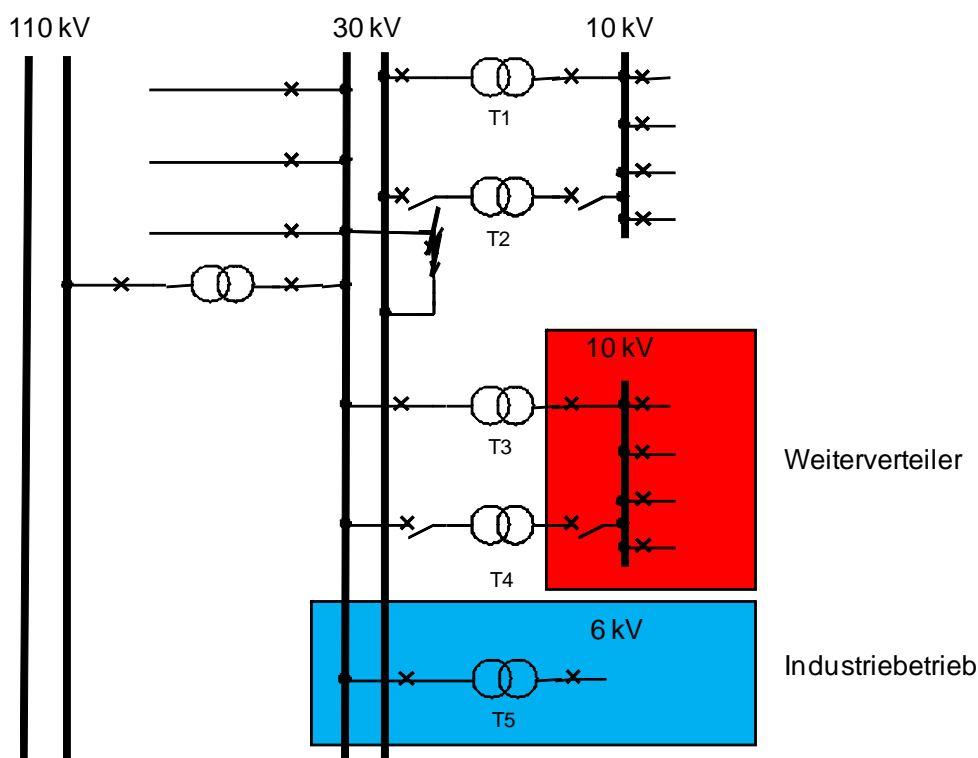 110 kV
30 kV
10 kV
T1
T2
10 kV
T3
Weiterverteiler
T4
6 kV
Industriebetrieb
T5